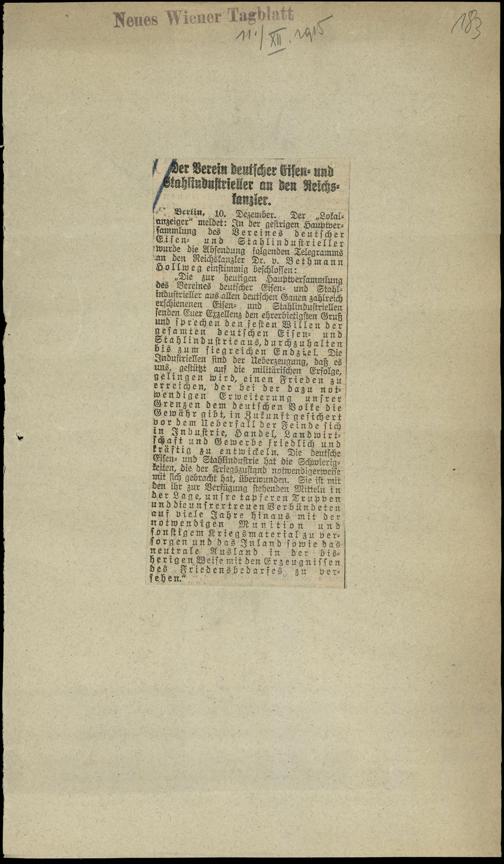 Neues Wiener Tagblatt
11./XII. 1915
183
Der Verein deutscher Eisen- und
Stahlindustrieller an den Reichs-
kanzler.
Berlin, 10. Dezember. Der „Lokal-
anzeiger“ meldet: In der gestrigen Hauptver-
sammlung des Vereines deutscher
Eisen- und Stahlindustrieller
wurde die Absendung folgenden Telegramms
an den Reichskanzler Dr. v. Bethmann
Hollweg einstimmig beschlossen:
„Die zur heutigen Hauptversammlung
des Vereines deutscher Eisen- und Stahl-
industrieller aus allen deutschen Gauen zahlreich
erschienenen Eisen- und Stahlindustriellen
senden Euer Exzellenz den ehrerbietigsten Gruß
und sprechen den festen Willen der
gesamten deutschen Eisen- und
Stahlindustrie aus, durchzuhalten
bis zum siegreichen Endziel. Die
Industriellen sind der Ueberzeugung, daß es
uns, gestützt auf die militärischen Erfolge,
gelingen wird, einen Frieden zu
erreichen, der bei der dazu not-
wendigen Erweiterung unsrer
Grenzen dem deutschen Volke die
Gewähr gibt, in Zukunft gesichert
vor dem Ueberfall der Feinde sich
in Industrie, Handel, Landwirt-
schaft und Gewerbe friedlich und
kräftig zu entwickeln. Die deutsche
Eisen- und Stahlindustrie hat die Schwierig-
keiten, die der Kriegszustand notwendigerweise
mit sich gebracht hat, überwunden. Sie ist mit
den ihr zur Verfügung stehenden Mitteln in
der Lage, unsre tapferen Truppen
und die unsrer treuen Verbündeten
auf viele Jahre hinaus mit der
notwendigen Munition und
sonstigem Kriegsmaterial zu ver-
sorgen und das Inland sowie das
neutrale Ausland in der bis-
herigen Weise mit den Erzeugnissen
des Friedensbedarfes zu ver-
sehen.“